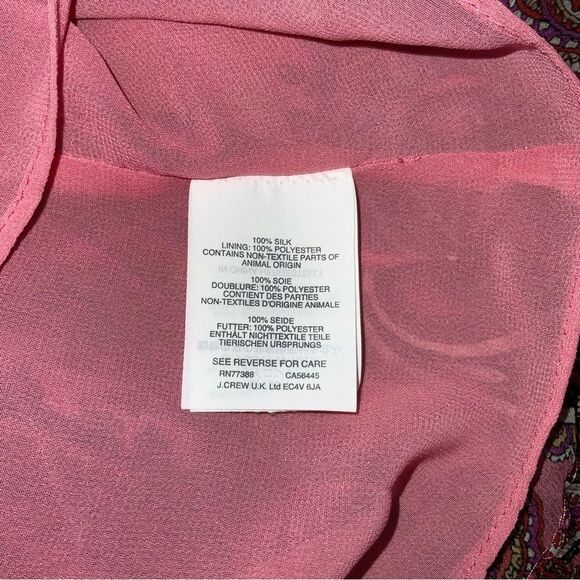 100% SILK
LINING: 100% POLYESTER
CONTAINS NON-TEXTILE PARTS OF
ANIMAL ORIGIN
100% SOIE
DOUBLURE: 100% POLYESTER
CONTIENT DES PARTIES
NON-TEXTILES D'ORIGINE ANIMALE
100% SEIDE
FUTTER: 100% POLYESTER
ENTHÄLT NICHTTEXTILE TEILE
TIERISCHEN URSPRUNGS
SEE REVERSE FOR CARE
RN77388 CA56445
J.CREW U.K. Ltd EC4V 6JA